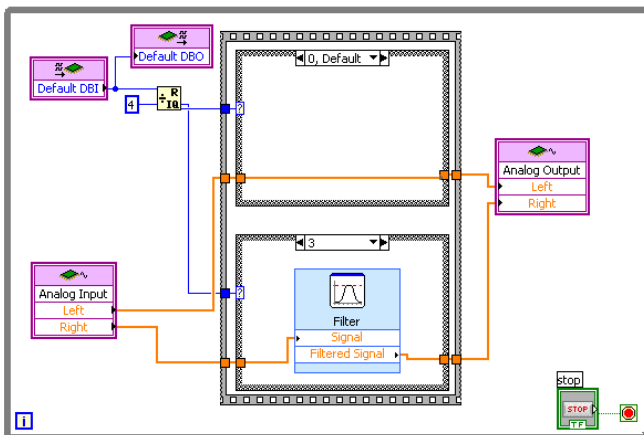 Default DBO
Default DBI
R
IQ
4
0, Default
?
Analog Output
Left
Right
3
?
Analog Input
Left
Right
Filter
Signal
Filtered Signal
stop
STOP
TF
i